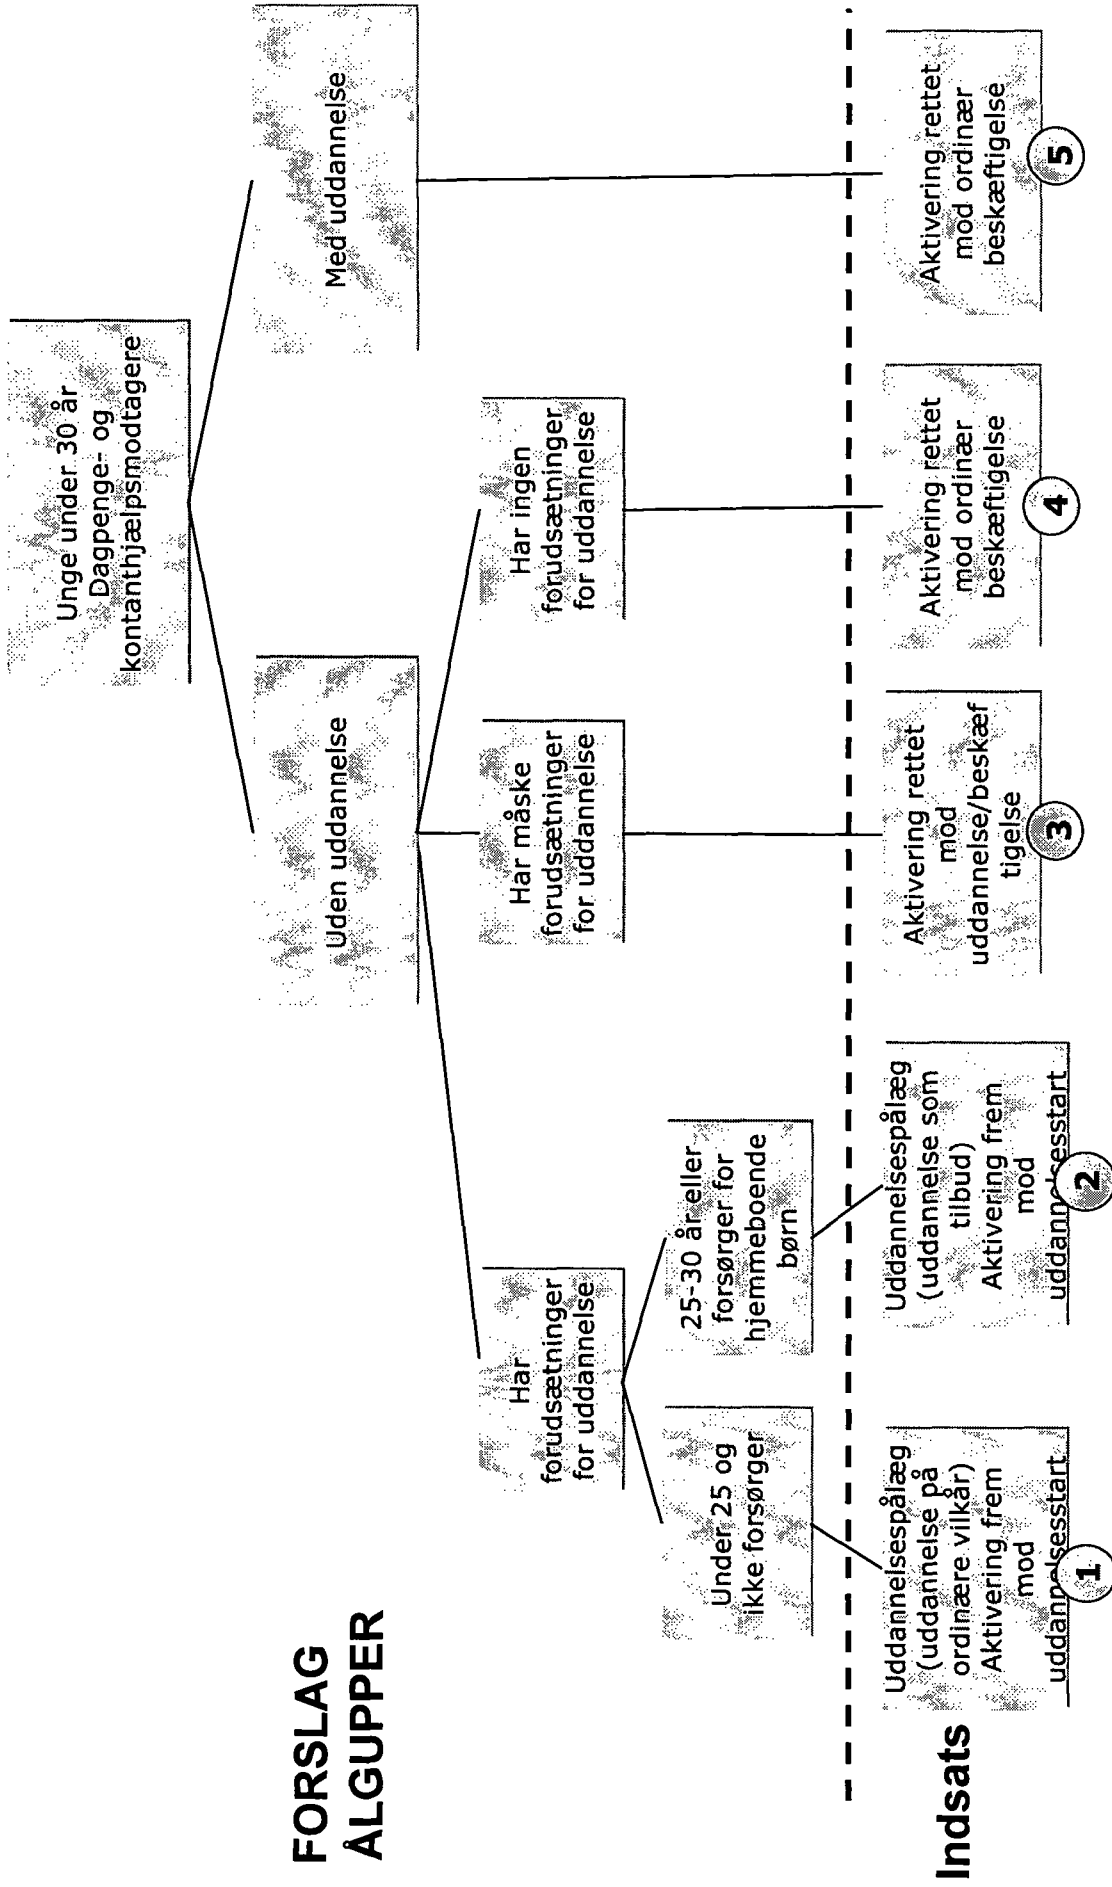 FORSLAG
ÅLGUPPER
Unge under 30 år
Dagpenge- og
kontanthjælpsmodtagere
Uden uddannelse
Med uddannelse
Har
forudsætninger
for uddannelse
Har måske
forudsætninger
for uddannelse
Har ingen
forudsætninger
for uddannelse
Under 25 og
ikke forsørger
25-30 år eller
forsørger for
hjemmeboende
børn
Indsats
Uddannelsespålæg
(uddannelse på
ordinære vilkår)
Aktivering frem
mod
uddannelsesstart
1
Uddannelsespålæg
(uddannelse som
tilbud)
Aktivering frem
mod
uddannelsesstart
2
Aktivering rettet
mod
uddannelse/beskæf
tigelse
3
Aktivering rettet
mod ordinær
beskæftigelse
4
Aktivering rettet
mod ordinær
beskæftigelse
5